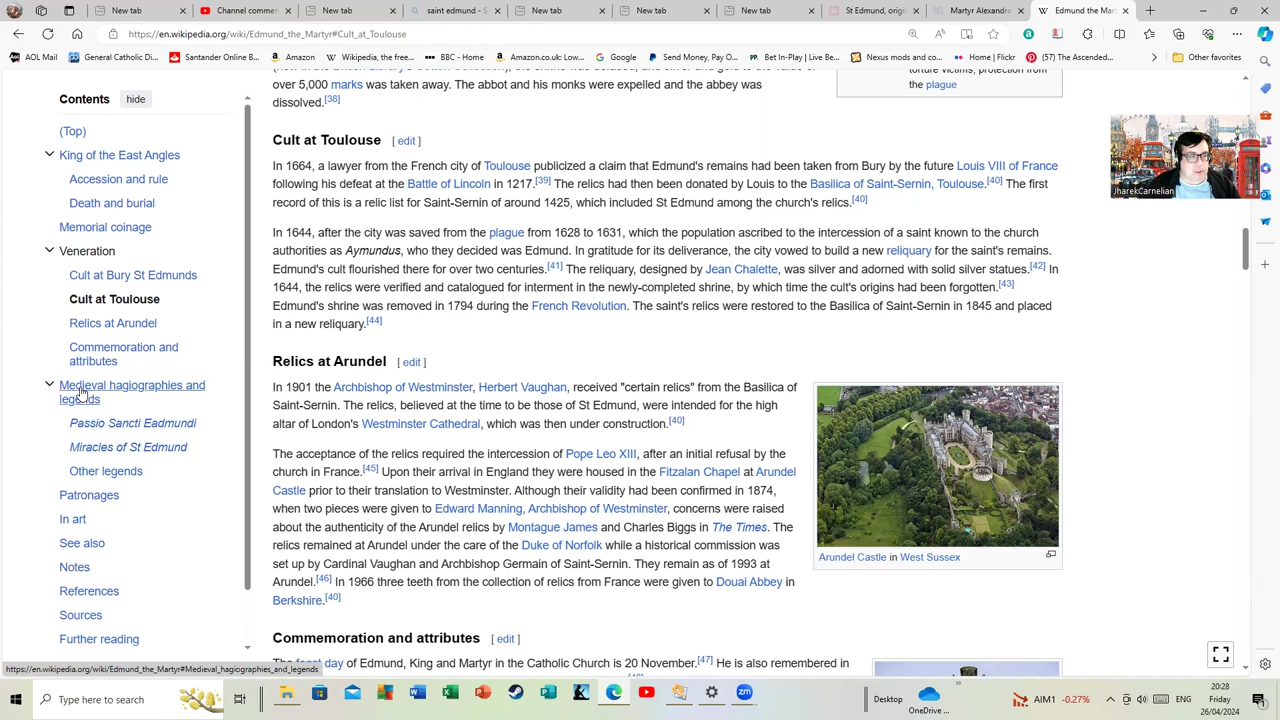 Channel comm
New tab
saint edmund - S
New tab
New tab
New tab
New tab
St Edmund, origi
Martyr Alexandra
Edmund the Mar
https://en.wikipedia.org/wiki/Edmund_the_Martyr#Cult_at_Toulouse
AOL Mail
General Catholic Di...
Santander Online B...
Amazon
Wikipedia, the free...
BBC - Home
Amazon.co.uk: Low...
Google
PayPal
Send Money, Pay O...
Bet In-Play | Live Be...
Nexus mods and co...
Home | Flickr
(17) The Ascended...
Other favorites
over 5,000 marks was taken away. The abbot and his monks were expelled and the abbey was
dissolved.[38]
torture victims, protection from
the plague
Contents hide
(Top)
King of the East Angles
Accession and rule
Death and burial
Memorial coinage
Veneration
Cult at Bury St Edmunds
Cult at Toulouse
Relics at Arundel
Commemoration and
attributes
Medieval hagiographies and
legends
Passio Sancti Eadmundi
Miracles of St Edmund
Other legends
Patronages
In art
See also
Notes
References
Sources
Further reading
Cult at Toulouse [ edit ]
In 1664, a lawyer from the French city of Toulouse publicized a claim that Edmund's remains had been taken from Bury by the future Louis VIII of France
following his defeat at the Battle of Lincoln in 1217.[39] The relics had then been donated by Louis to the Basilica of Saint-Sernin, Toulouse.[40] The first
record of this is a relic list for Saint-Sernin of around 1425, which included St Edmund among the church's relics.[40]
In 1644, after the city was saved from the plague from 1628 to 1631, which the population ascribed to the intercession of a saint known to the church
authorities as Aymundus, who they decided was Edmund. In gratitude for its deliverance, the city vowed to build a new reliquary for the saint's remains.
Edmund's cult flourished there for over two centuries.[41] The reliquary, designed by Jean Chalette, was silver and adorned with solid silver statues.[42] In
1644, the relics were verified and catalogued for interment in the newly-completed shrine, by which time the cult's origins had been forgotten.[43]
Edmund's shrine was removed in 1794 during the French Revolution. The saint's relics were restored to the Basilica of Saint-Sernin in 1845 and placed
in a new reliquary.[44]
Relics at Arundel [ edit ]
In 1901 the Archbishop of Westminster, Herbert Vaughan, received "certain relics" from the Basilica of
Saint-Sernin. The relics, believed at the time to be those of St Edmund, were intended for the high
altar of London's Westminster Cathedral, which was then under construction.[40]
The acceptance of the relics required the intercession of Pope Leo XIII, after an initial refusal by the
church in France.[45] Upon their arrival in England they were housed in the Fitzalan Chapel at Arundel
Castle prior to their translation to Westminster. Although their validity had been confirmed in 1874,
when two pieces were given to Edward Manning, Archbishop of Westminster, concerns were raised
about the authenticity of the Arundel relics by Montague James and Charles Biggs in The Times. The
relics remained at Arundel under the care of the Duke of Norfolk while a historical commission was
set up by Cardinal Vaughan and Archbishop Germain of Saint-Sernin. They remain as of 1993 at
Arundel.[46] In 1966 three teeth from the collection of relics from France were given to Douai Abbey in
Berkshire.[40]
Arundel Castle in West Sussex
Commemoration and attributes [ edit ]
The feast day of Edmund, King and Martyr in the Catholic Church is 20 November.[47] He is also remembered in
JharekCarnelian
https://en.wikipedia.org/wiki/Edmund_the_Martyr#Medieval_hagiographies_and_legends
Type here to search
Desktop
OneDrive ...
AIM1 -0.27%
ENG
20:28
Friday
26/04/2024